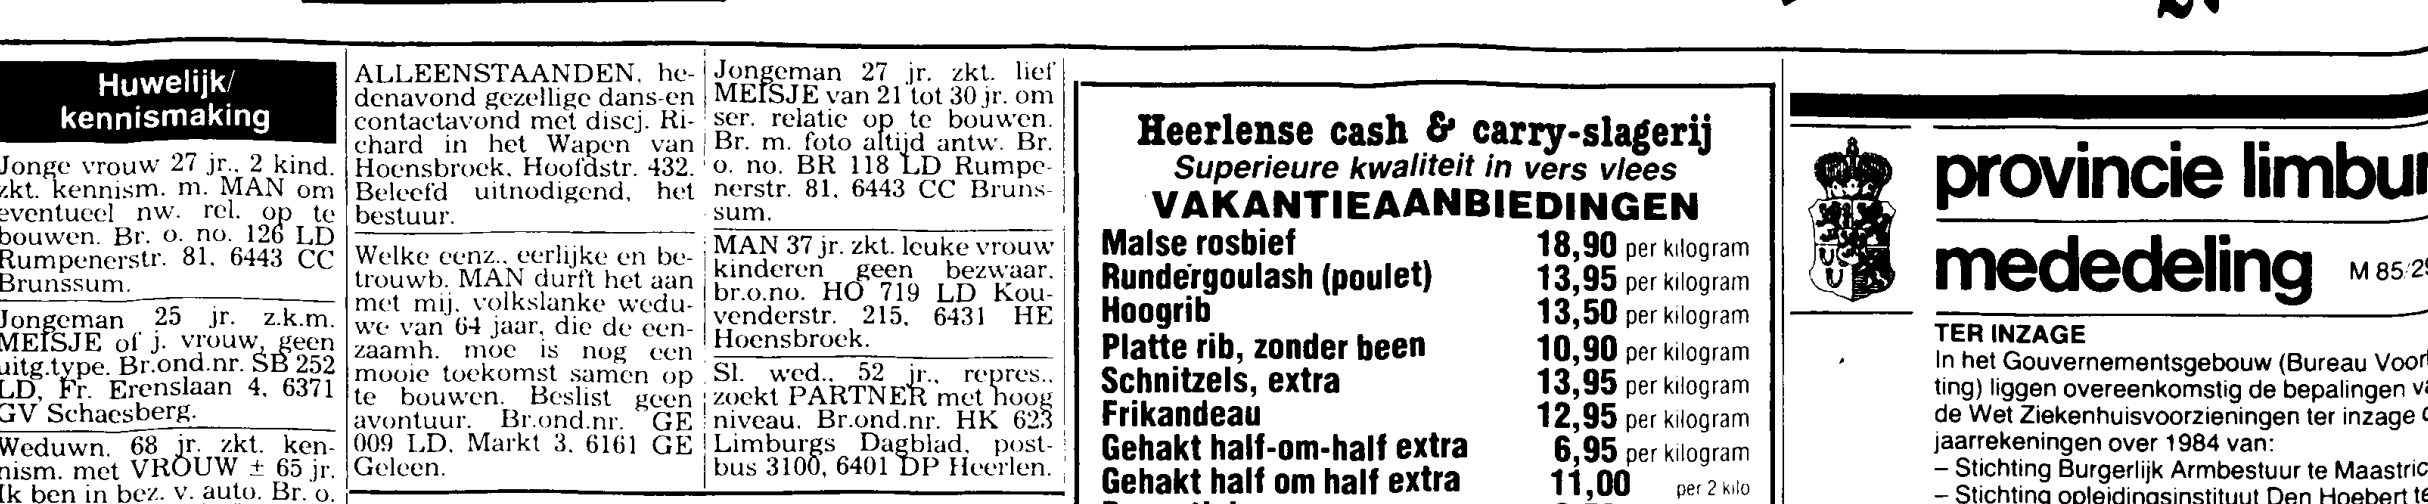 Huwelijk/
kennismaking
Jonge vrouw 27 jr., 2 kind.
zkt. kennism. m. MAN om
eventueel nw. rel. op te
bouwen. Br. o. no. 126 LD
Rumpenerstr. 81, 6443 CC
Brunssum.
Jongeman 25 jr. z.k.m.
MEISJE of j. vrouw, geen
uitg.type. Br.ond.nr. SB 252
LD, Fr. Erenslaan 4, 6371
GV Schaesberg.
Weduwn. 68 jr. zkt. ken-
nism. met VROUW ± 65 jr.
Ik ben in bez. v. auto. Br. o.
ALLEENSTAANDEN, he-
denavond gezellige dans-en
contactavond met discj. Ri-
chard in het Wapen van
Hoensbroek, Hoofdstr. 432.
Beleefd uitnodigend, het
bestuur.
Welke eenz., eerlijke en be-
trouwb. MAN durft het aan
met mij, volkslanke wedu-
we van 64 jaar, die de een-
zaamh. moe is nog een
mooie toekomst samen op
te bouwen. Beslist geen
avontuur. Br.ond.nr. GE
009 LD, Markt 3, 6161 GE
Geleen.
Jongeman 27 jr. zkt. lief
MEISJE van 21 tot 30 jr. om
ser. relatie op te bouwen.
Br. m. foto altijd antw. Br.
o. no. BR 118 LD Rumpe-
nerstr. 81, 6443 CC Bruns-
sum.
MAN 37 jr. zkt. leuke vrouw
kinderen geen bezwaar,
br.o.no. HO 719 LD Kou-
venderstr. 215, 6431 HE
Hoensbroek.
Sl. wed., 52 jr., repres.,
zoekt PARTNER met hoog
niveau. Br.ond.nr. HK 623
Limburgs Dagblad, post-
bus 3100, 6401 DP Heerlen.
Heerlense cash & carry-slagerij
Superieure kwaliteit in vers vlees
VAKANTIEAANBIEDINGEN
Malse rosbief 18,90 per kilogram
Rundergoulash (poulet) 13,95 per kilogram
Hoogrib 13,50 per kilogram
Platte rib, zonder been 10,90 per kilogram
Schnitzels, extra 13,95 per kilogram
Frikandeau 12,95 per kilogram
Gehakt half-om-half extra 6,95 per kilogram
Gehakt half om half extra 11,00 per 2 kilo
provincie limbur
mededeling M 85/
TER INZAGE
In het Gouvernementsgebouw (Bureau Voor
ting) liggen overeenkomstig de bepalingen va
de Wet Ziekenhuisvoorzieningen ter inzage
jaarrekeningen over 1984 van:
– Stichting Burgerlijk Armbestuur te Maastric
– Stichting opleidingsinstituut Den Hoebert te